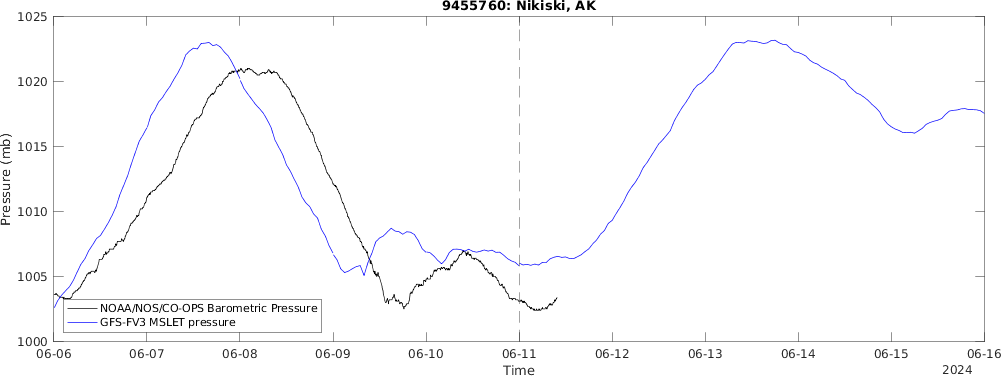 9455760: Nikiski, AK
1025
1020
1015
1010
1005
1000
Pressure (mb)
NOAA/NOS/CO-OPS Barometric Pressure
GFS-FV3 MSLET pressure
06-06 06-07 06-08 06-09 06-10 06-11 06-12 06-13 06-14 06-15 06-16
Time
2024